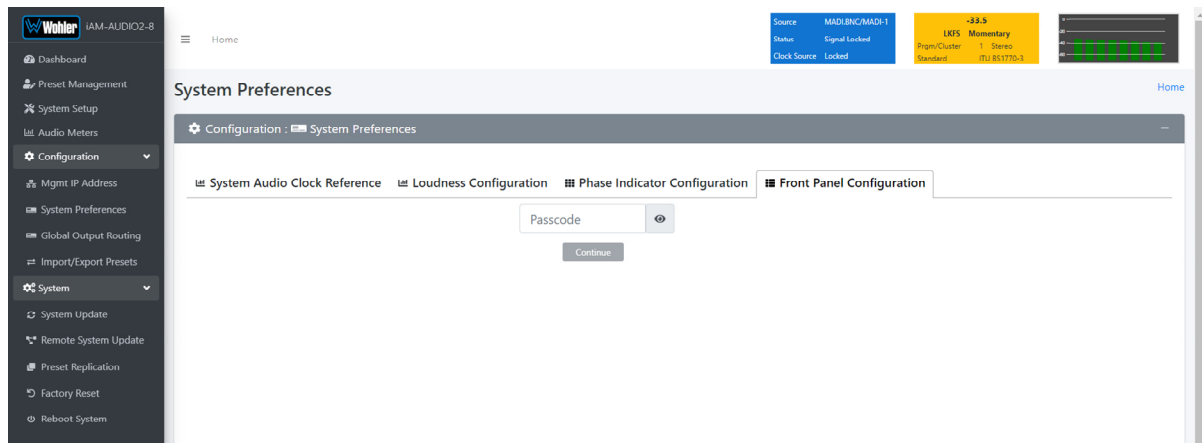 Wohler iAM-AUDIO2-8
Dashboard
Preset Management
System Setup
Audio Meters
Configuration
Mgmt IP Address
System Preferences
Global Output Routing
Import/Export Presets
System
System Update
Remote System Update
Preset Replication
Factory Reset
Reboot System
Home
Source MADI.BNC/MADI-1
Status Signal Locked
Clock Source Locked
-33.5
LKFS Momentary
Prgm/Cluster 1 Stereo
Standard ITU BS1770-3
System Preferences
Home
Configuration : System Preferences
System Audio Clock Reference Loudness Configuration Phase Indicator Configuration Front Panel Configuration
Passcode
Continue